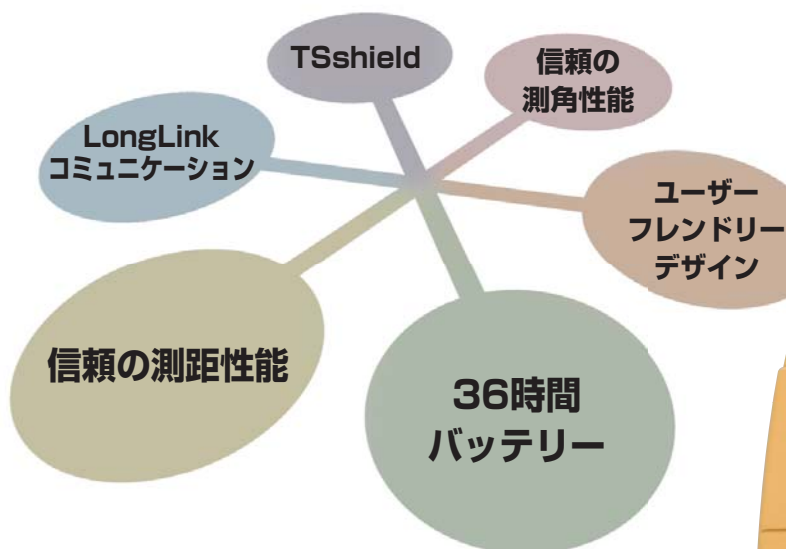 TSshield
信頼の
測角性能
LongLink
コミュニケーション
ユーザー
フレンドリー
デザイン
信頼の測距性能
36時間
バッテリー